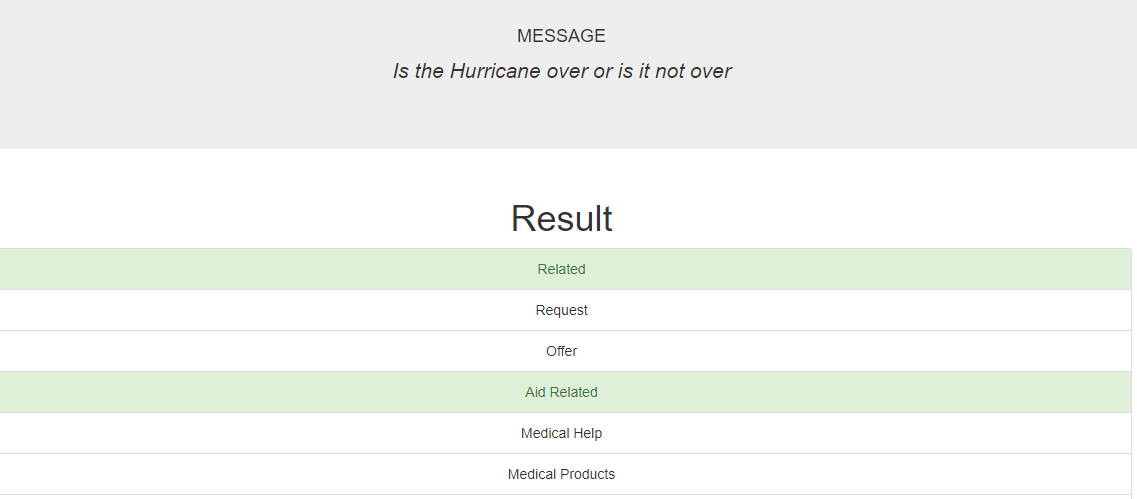 MESSAGE
Is the Hurricane over or is it not over
Result
Related
Request
Offer
Aid Related
Medical Help
Medical Products